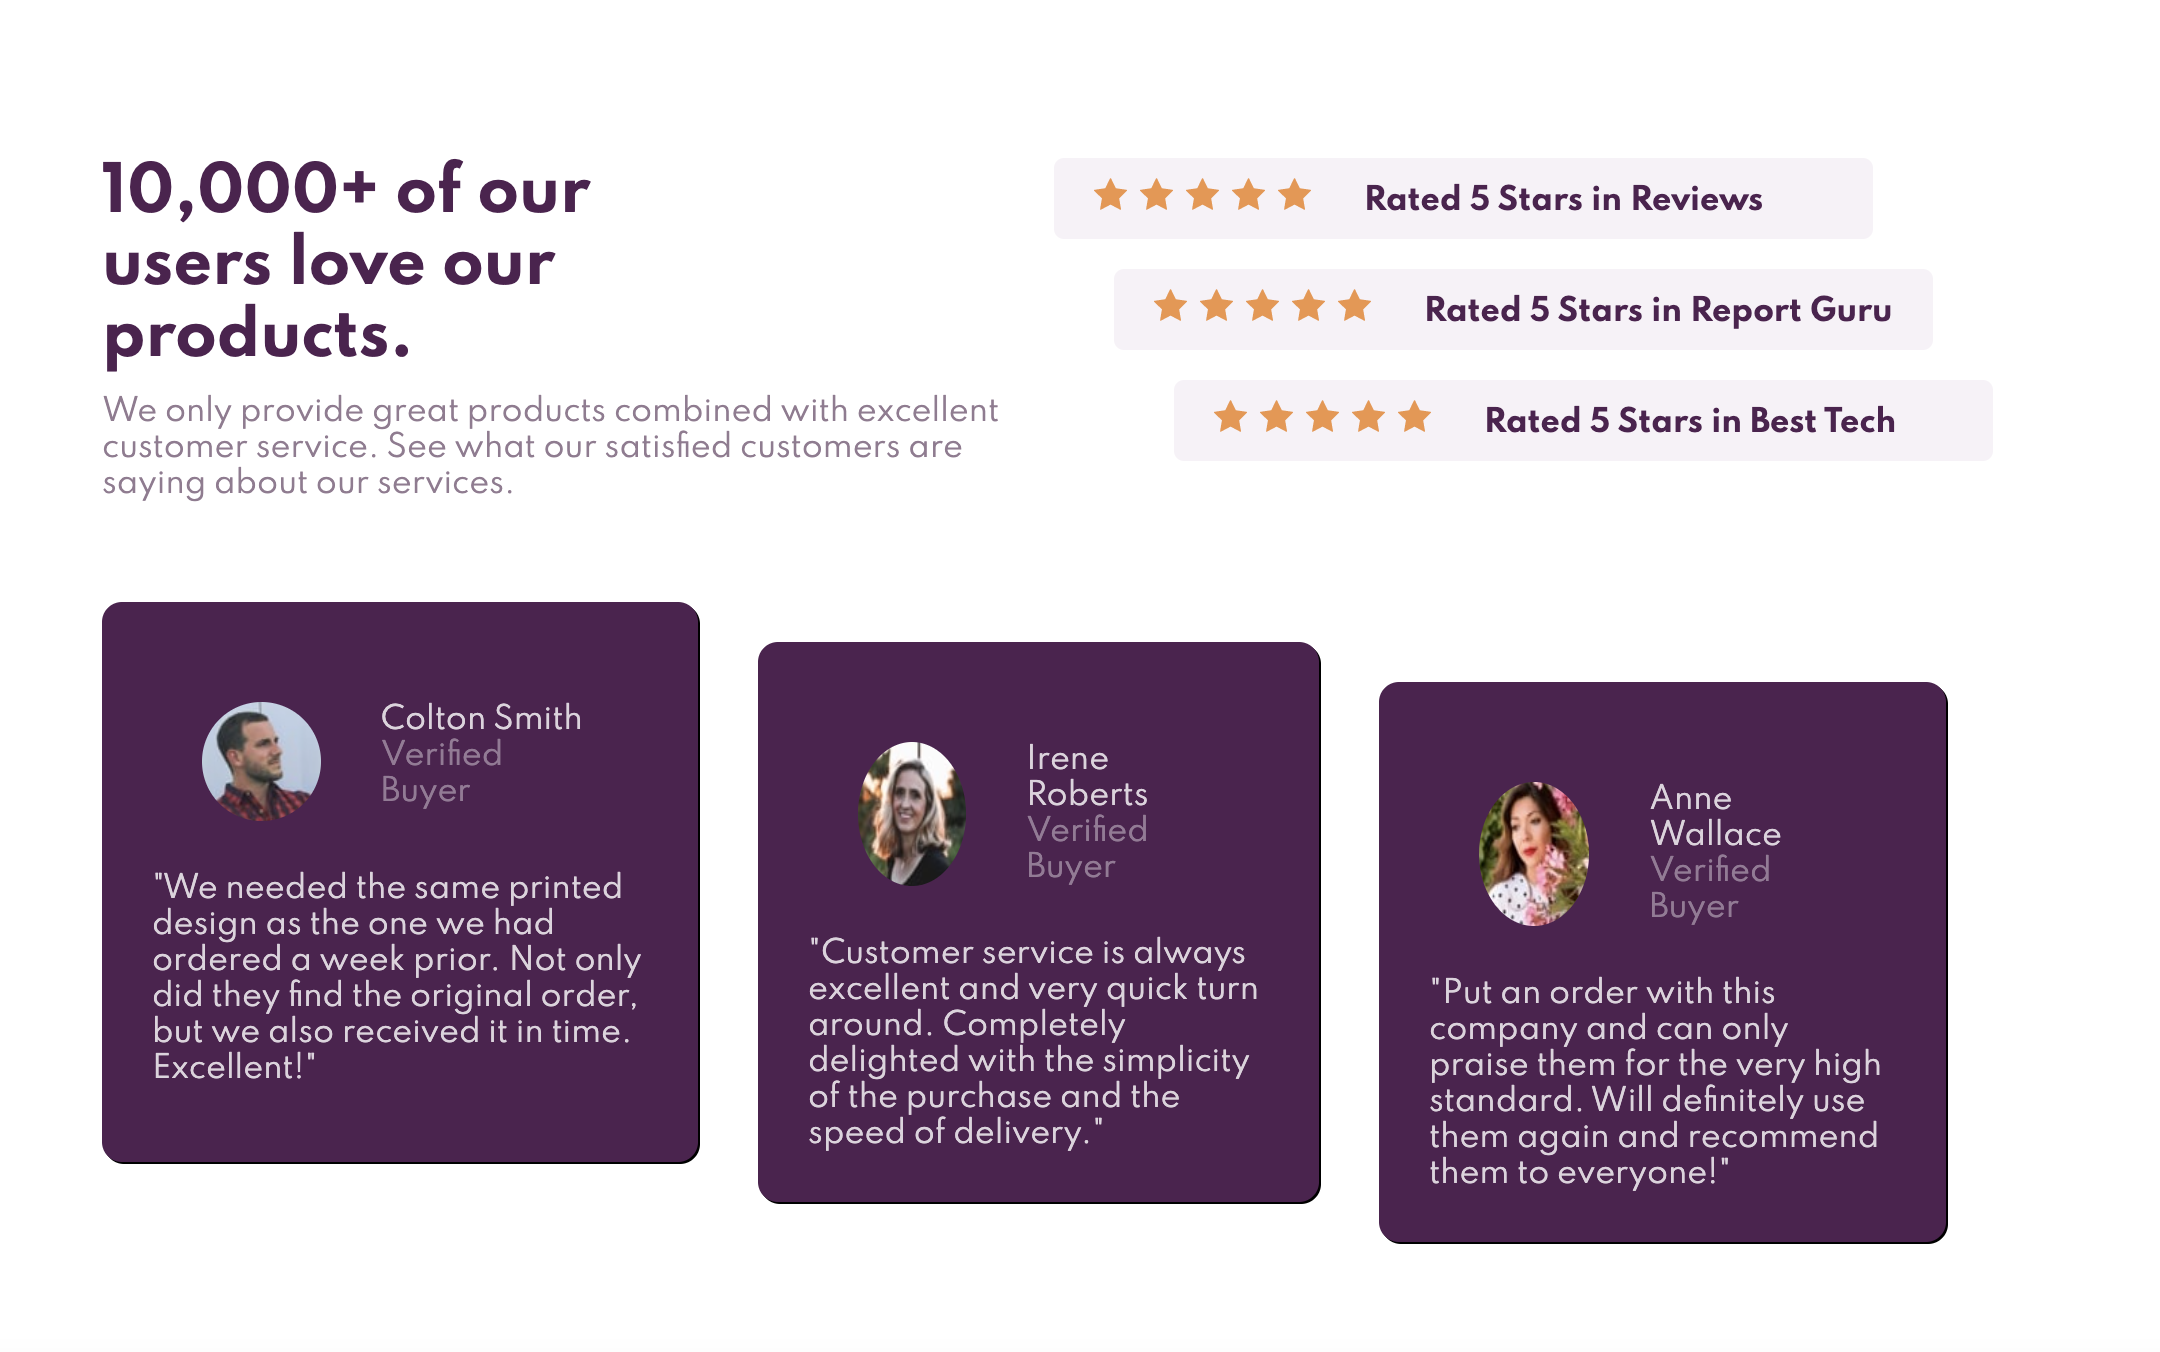 10,000+ of our
users love our
products.
We only provide great products combined with excellent
customer service. See what our satisfied customers are
saying about our services.
Rated 5 Stars in Reviews
Rated 5 Stars in Report Guru
Rated 5 Stars in Best Tech
Colton Smith
Verified
Buyer
"We needed the same printed
design as the one we had
ordered a week prior. Not only
did they find the original order,
but we also received it in time.
Excellent!"
Irene
Roberts
Verified
Buyer
"Customer service is always
excellent and very quick turn
around. Completely
delighted with the simplicity
of the purchase and the
speed of delivery."
Anne
Wallace
Verified
Buyer
"Put an order with this
company and can only
praise them for the very high
standard. Will definitely use
them again and recommend
them to everyone!"